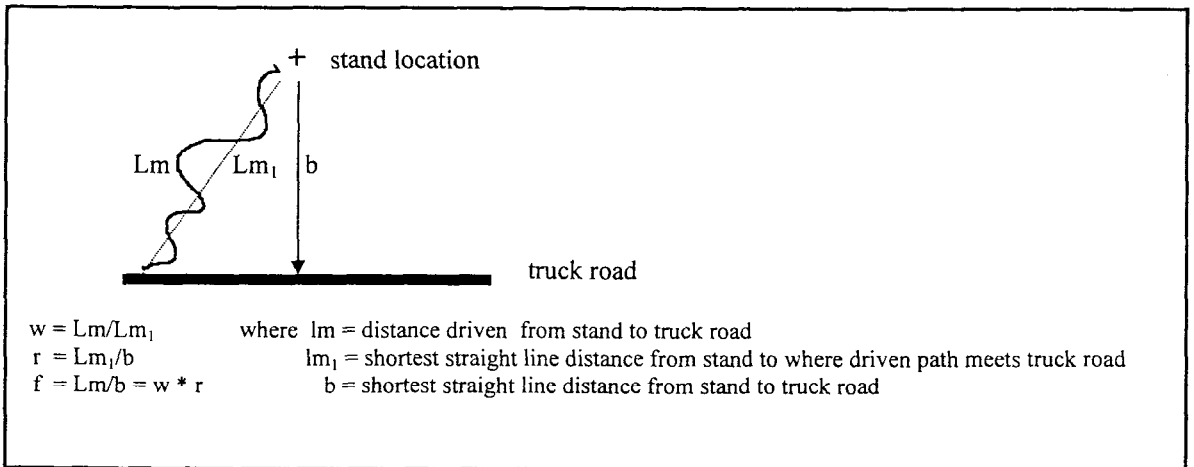 + stand location
Lm Lm₁ b
truck road
w = Lm/Lm₁ where lm = distance driven from stand to truck road
r = Lm₁/b lm₁ = shortest straight line distance from stand to where driven path meets truck road
f = Lm/b = w * r b = shortest straight line distance from stand to truck road